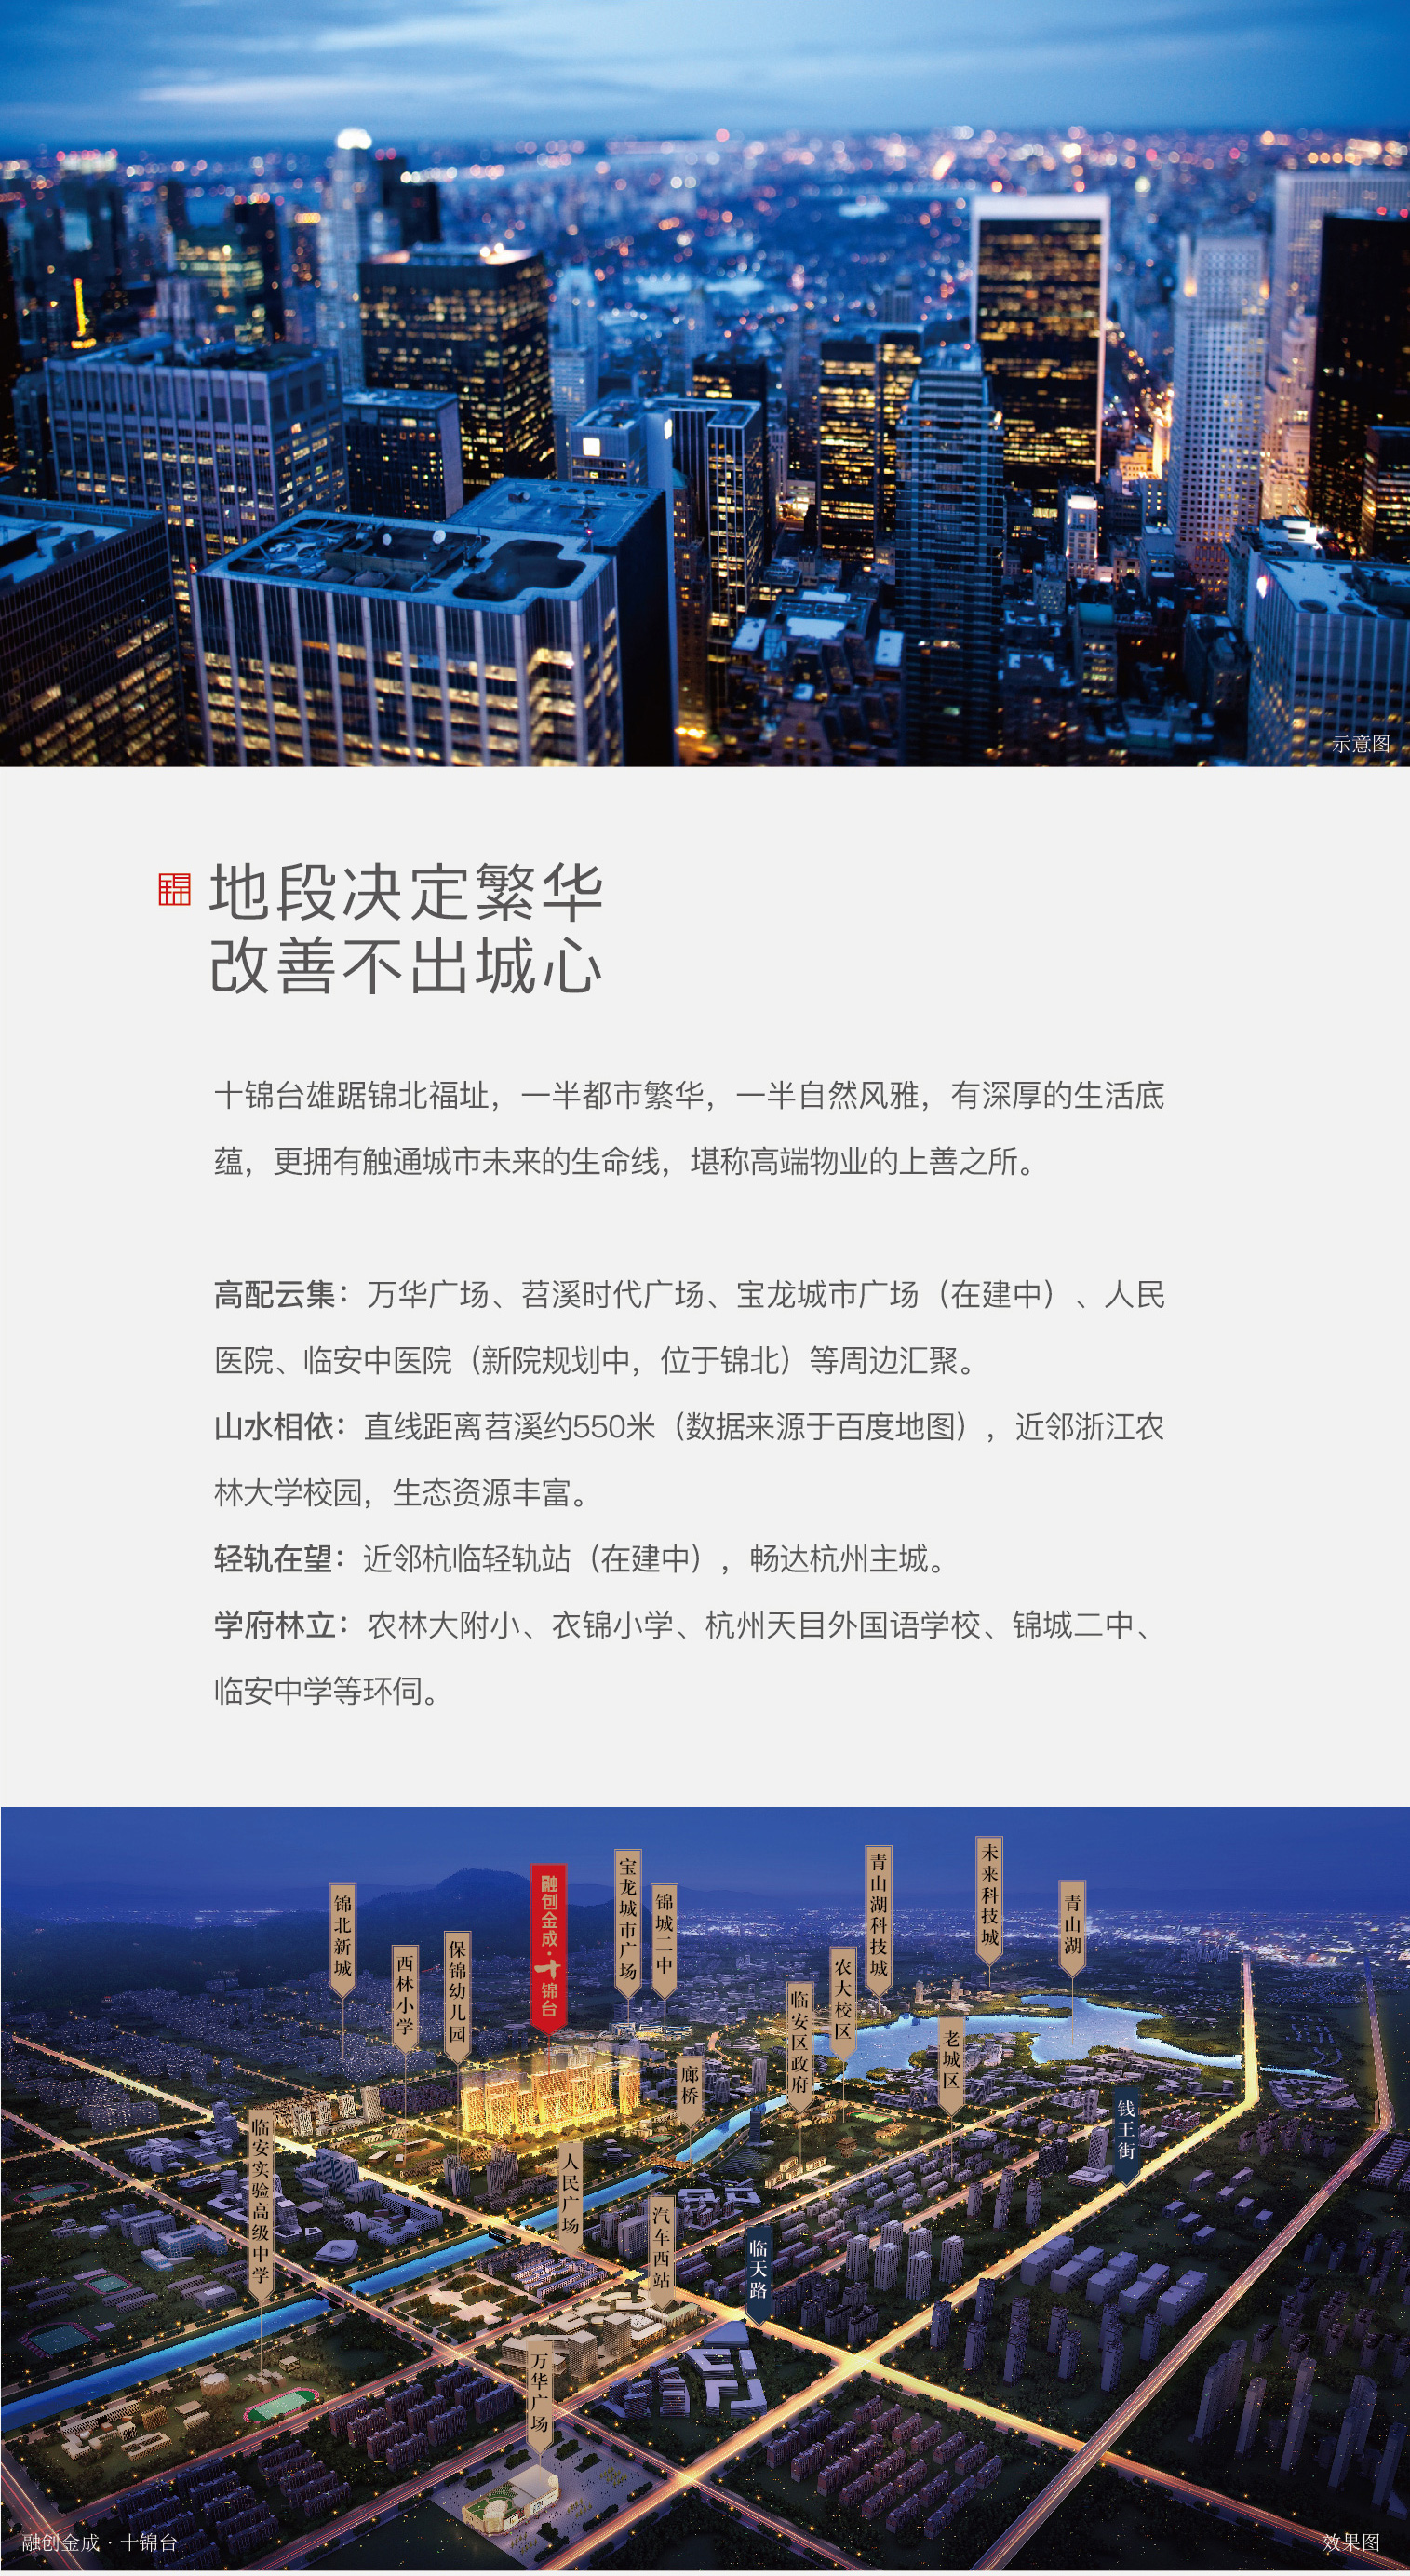 示意图
锦
地段决定繁华
改善不出城心
十锦台雄踞锦北福址，一半都市繁华，一半自然风雅，有深厚的生活底
蕴，更拥有触通城市未来的生命线，堪称高端物业的上善之所。
高配云集：万华广场、苕溪时代广场、宝龙城市广场（在建中）、人民
医院、临安中医院（新院规划中，位于锦北）等周边汇聚。
山水相依：直线距离苕溪约550米（数据来源于百度地图），近邻浙江农
林大学校园，生态资源丰富。
轻轨在望：近邻杭临轻轨站（在建中），畅达杭州主城。
学府林立：农林大附小、衣锦小学、杭州天目外国语学校、锦城二中、
临安中学等环伺。
锦北新城
西林小学
保锦幼儿园
融创金成·十锦台
宝龙城市广场
锦城二中
青山湖科技城
未来科技城
青山湖
农大校区
临安区政府
老城区
廊桥
钱王街
临安实验高级中学
人民广场
汽车西站
临天路
万华广场
融创金成·十锦台
效果图